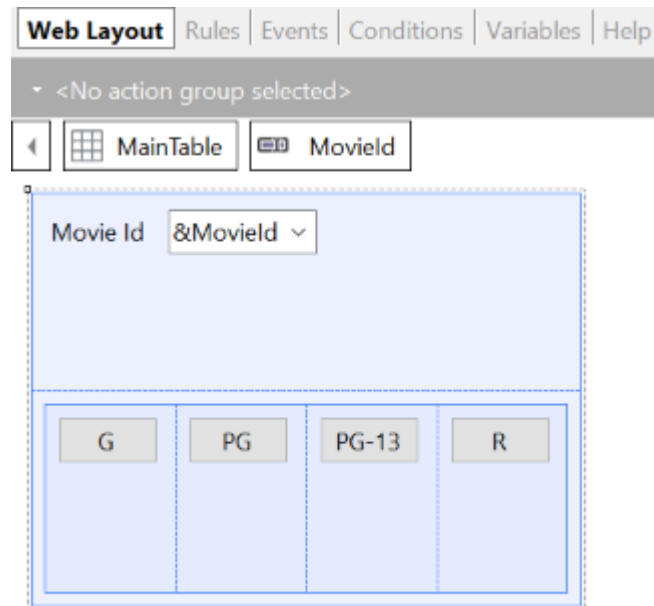 Web Layout Rules Events Conditions Variables Help
<No action group selected>
MainTable MovieId
Movie Id &MovieId
G PG PG-13 R